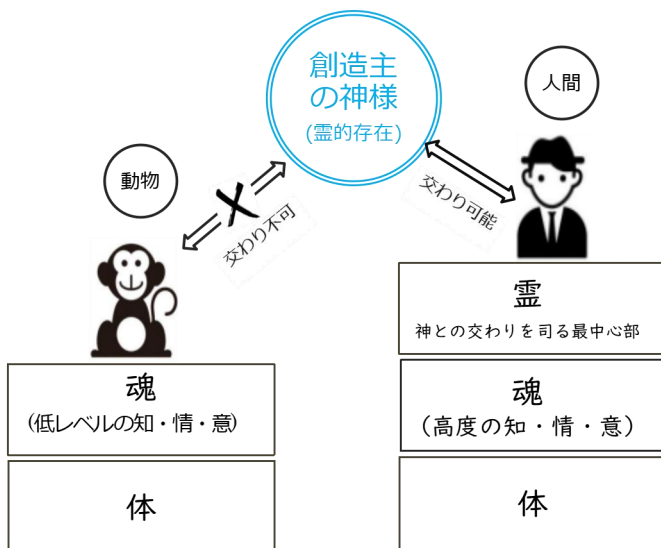 創造主
の神様
(霊的存在)
人間
動物
交わり不可
交わり可能
霊
神との交わりを司る最中心部
魂
(低レベルの知・情・意)
魂
(高度の知・情・意)
体
体